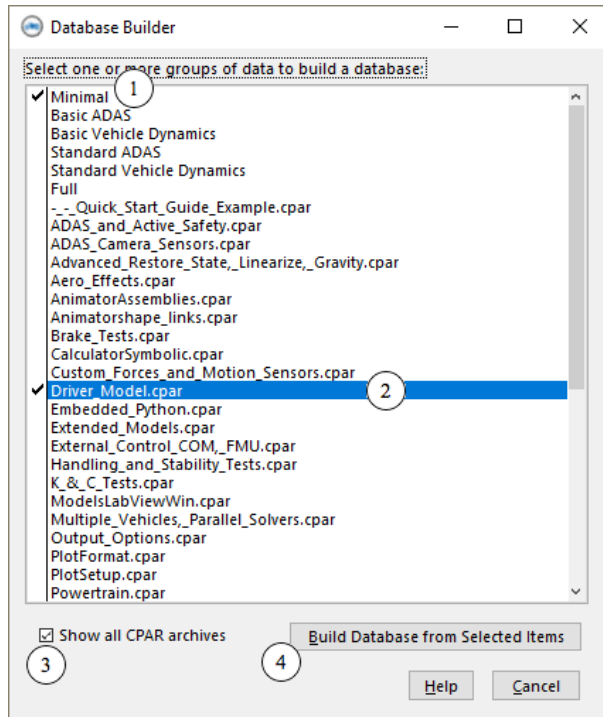 Database Builder
Select one or more groups of data to build a database:
1
Minimal
Basic ADAS
Basic Vehicle Dynamics
Standard ADAS
Standard Vehicle Dynamics
Full
-_-_Quick_Start_Guide_Example.cpar
ADAS_and_Active_Safety.cpar
ADAS_Camera_Sensors.cpar
Advanced_Restore_State,_Linearize,_Gravity.cpar
Aero_Effects.cpar
AnimatorAssemblies.cpar
Animatorshape_links.cpar
Brake_Tests.cpar
CalculatorSymbolic.cpar
Custom_Forces_and_Motion_Sensors.cpar
Driver_Model.cpar 2
Embedded_Python.cpar
Extended_Models.cpar
External_Control_COM,_FMU.cpar
Handling_and_Stability_Tests.cpar
K_&_C_Tests.cpar
ModelsLabViewWin.cpar
Multiple_Vehicles,_Parallel_Solvers.cpar
Output_Options.cpar
PlotFormat.cpar
PlotSetup.cpar
Powertrain.cpar
Show all CPAR archives
Build Database from Selected Items
3
4
Help
Cancel